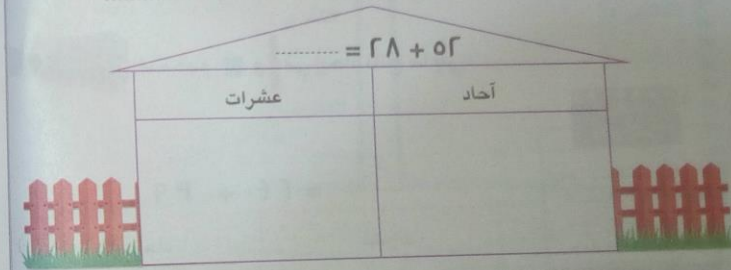 ٥٢ + ٢٨ = ............
آحاد عشرات